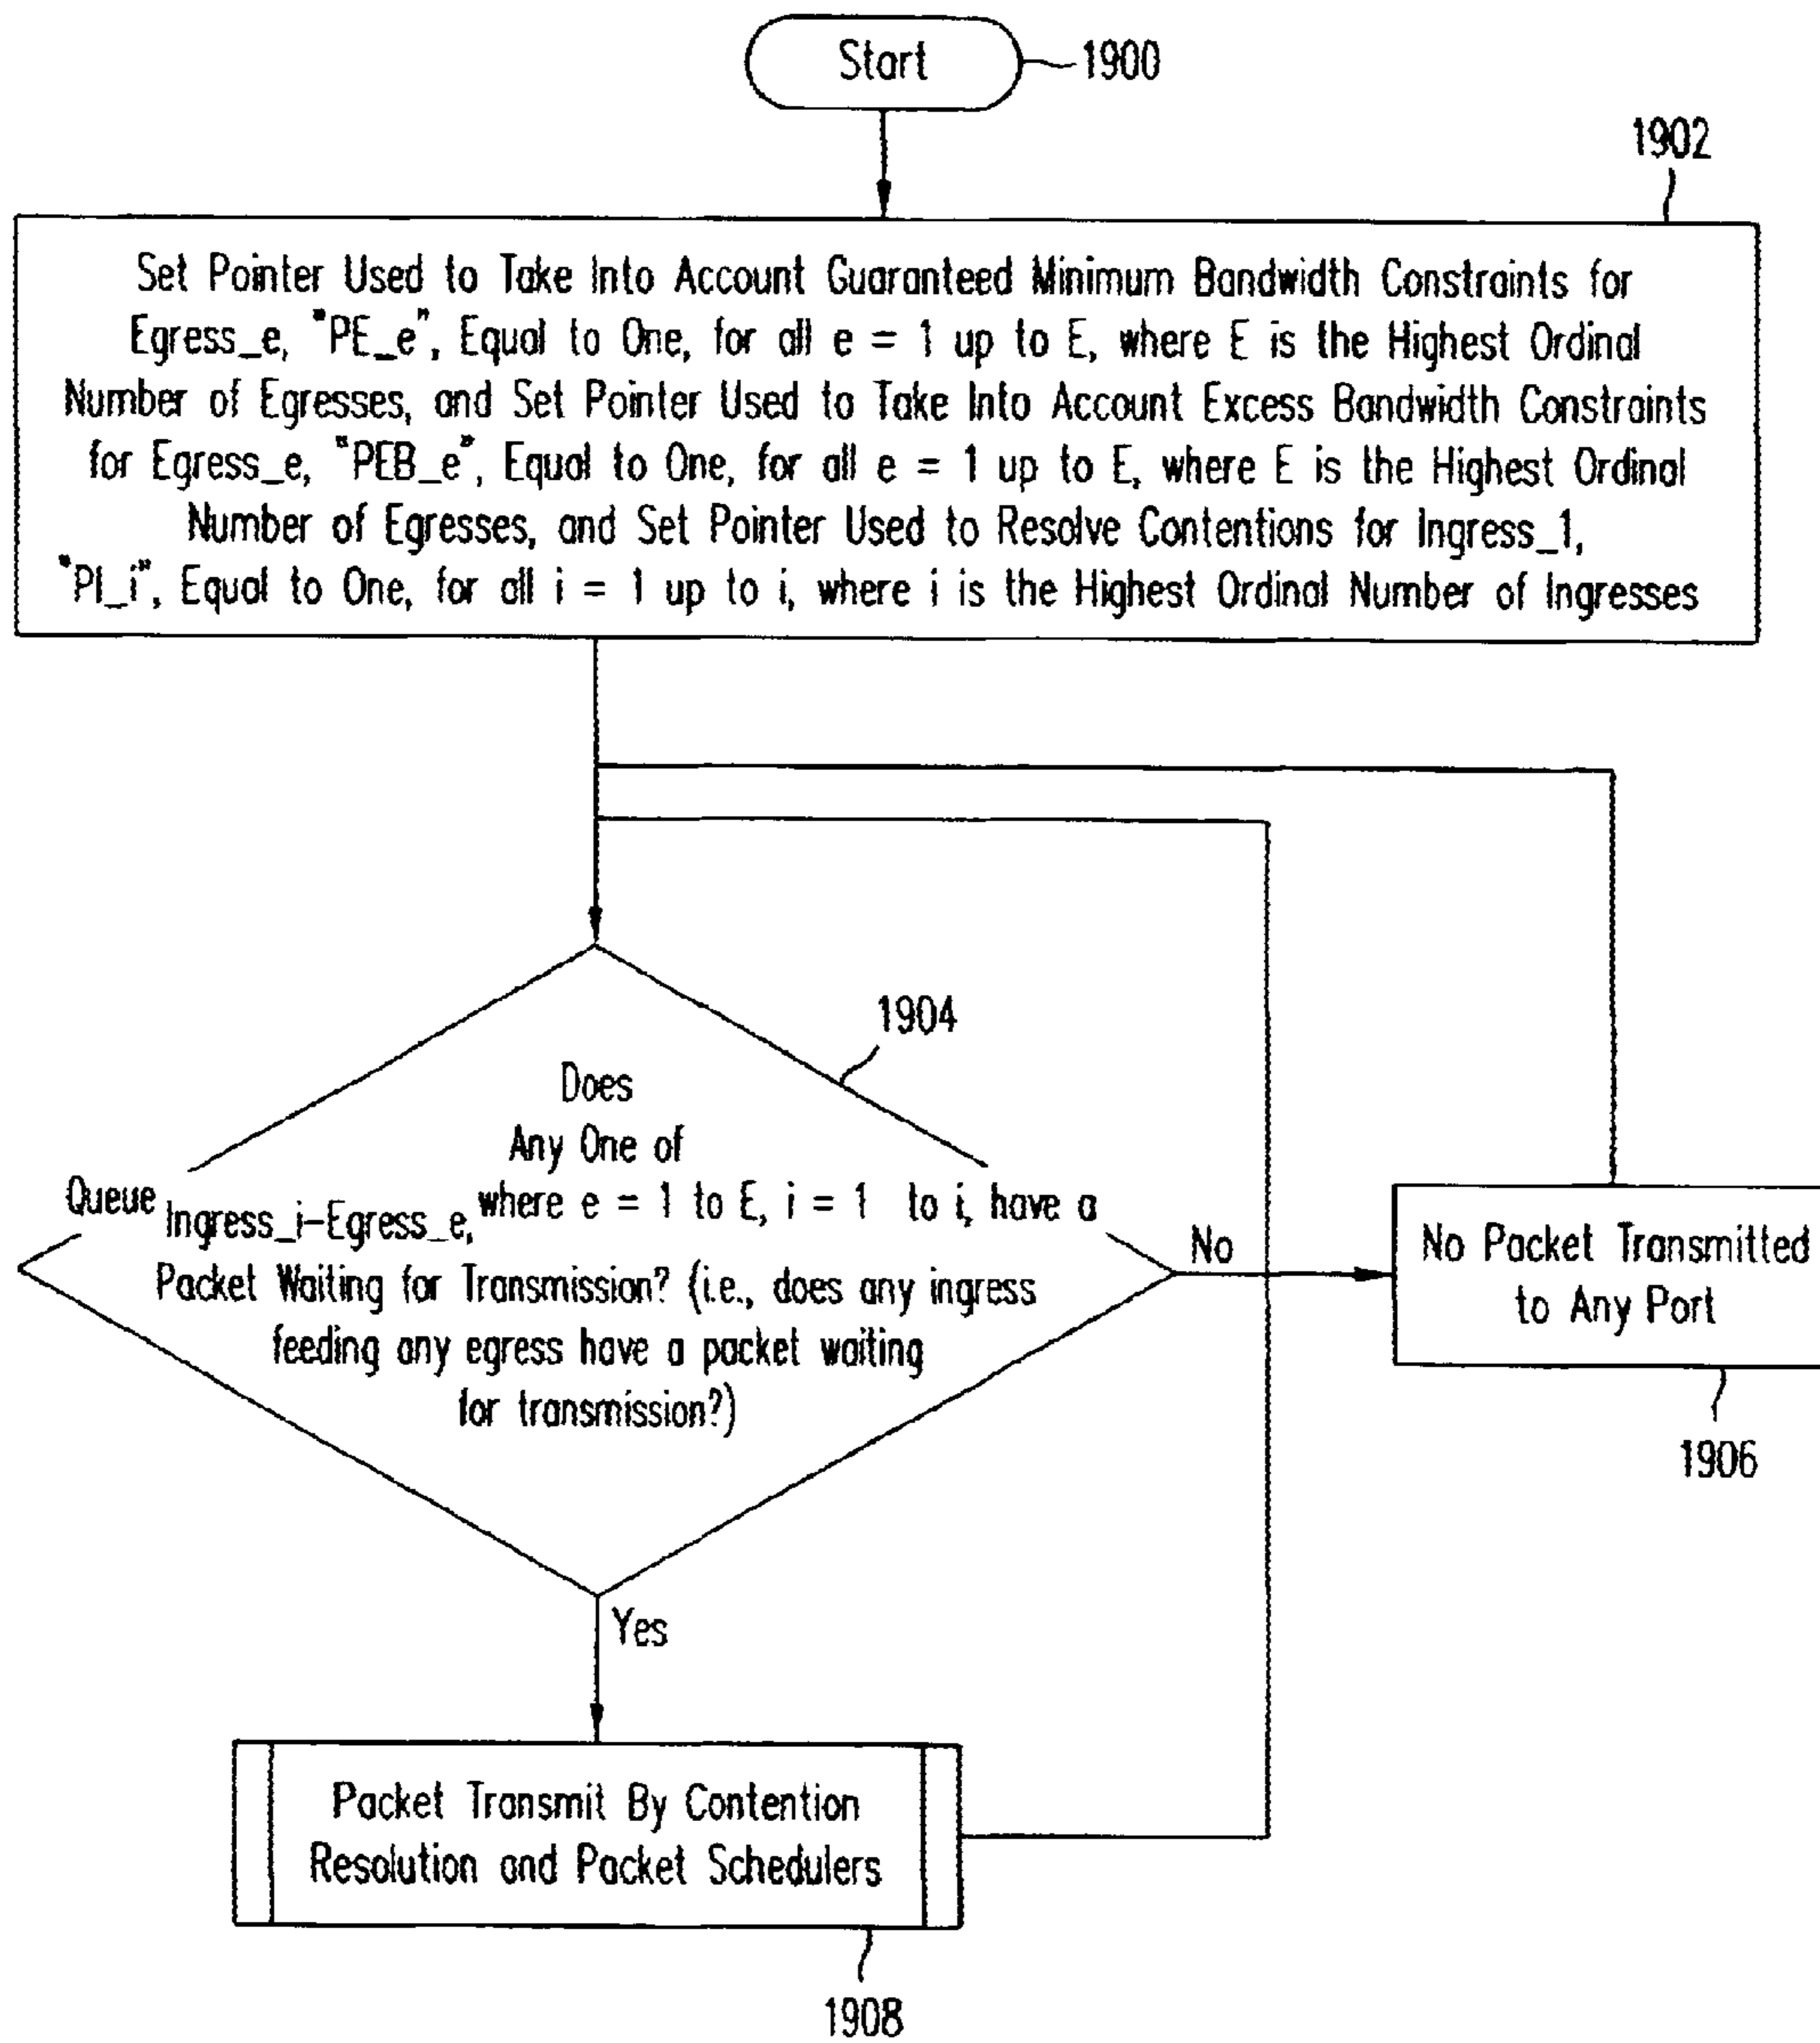 Start
1900
1902
Set Pointer Used to Take Into Account Guaranteed Minimum Bandwidth Constraints for
Egress_e, "PE_e", Equal to One, for all e = 1 up to E, where E is the Highest Ordinal
Number of Egresses, and Set Pointer Used to Take Into Account Excess Bandwidth Constraints
for Egress_e, "PEB_e", Equal to One, for all e = 1 up to E, where E is the Highest Ordinal
Number of Egresses, and Set Pointer Used to Resolve Contentions for Ingress_1,
"PI_i", Equal to One, for all i = 1 up to i, where i is the Highest Ordinal Number of Ingresses
1904
Does
Any One of
Queue Ingress_i-Egress_e, where e = 1 to E, i = 1 to i, have a
Packet Waiting for Transmission? (i.e., does any ingress
feeding any egress have a packet waiting
for transmission?)
No
No Packet Transmitted
to Any Port
1906
Yes
Packet Transmit By Contention
Resolution and Packet Schedulers
1908